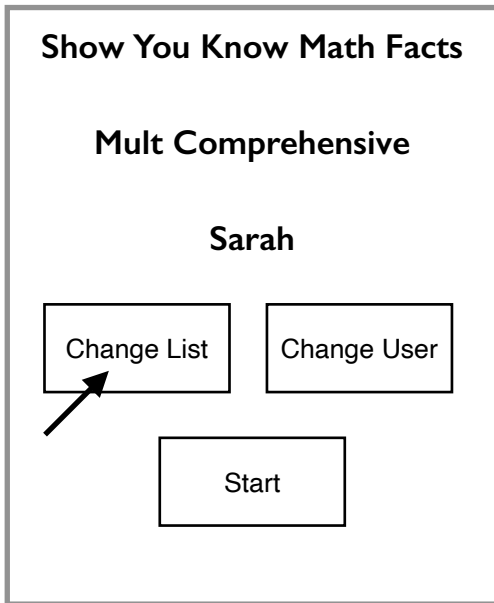 Show You Know Math Facts
Mult Comprehensive
Sarah
Change List
Change User
Start